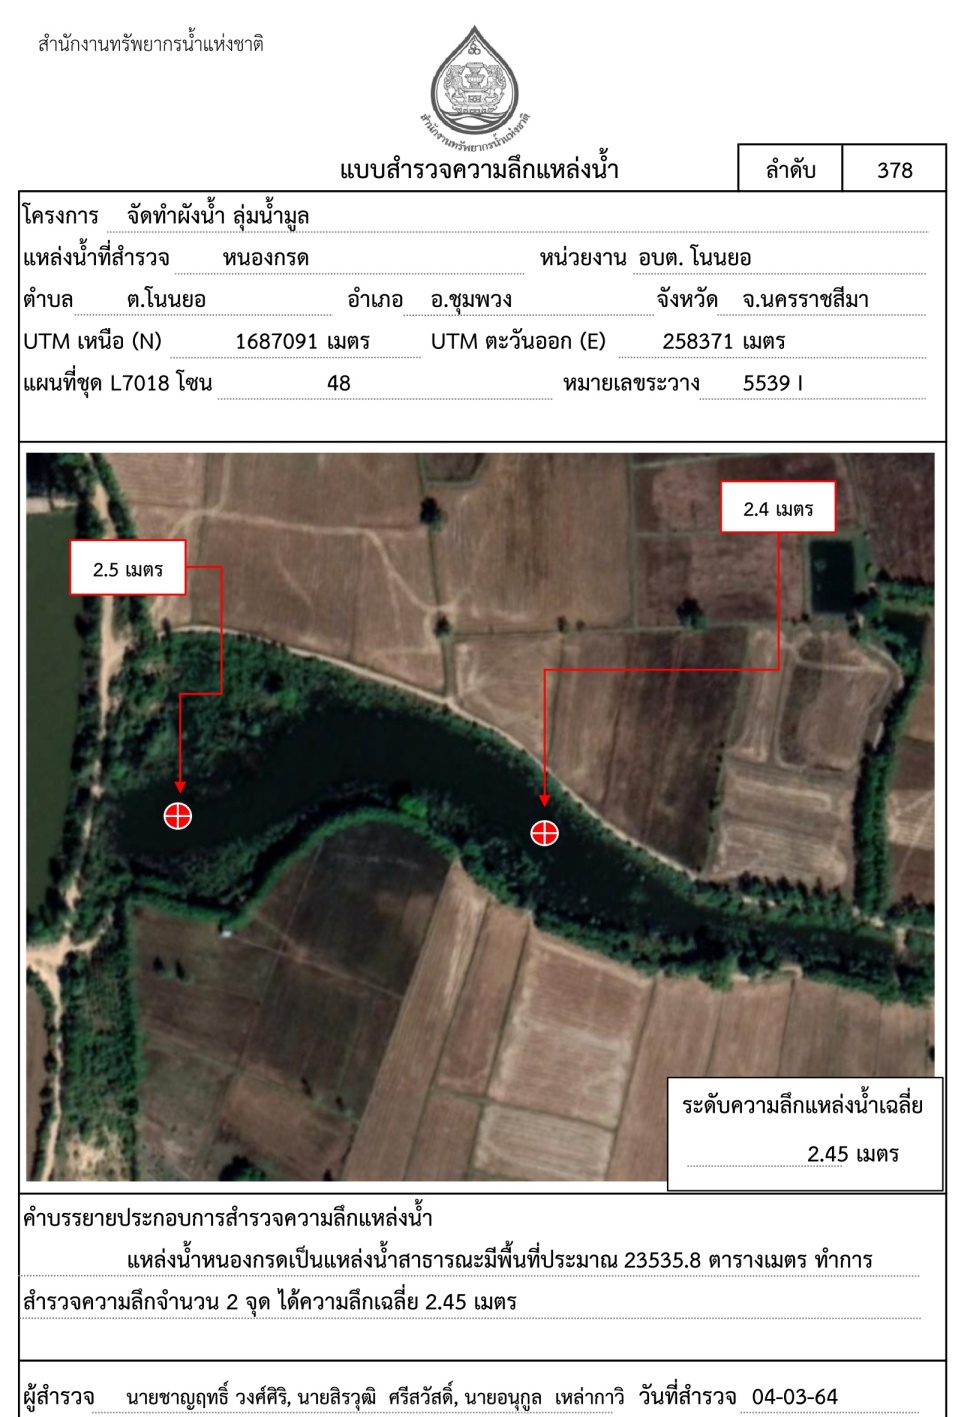 สำนักงานทรัพยากรน้ำแห่งชาติ
สำนักงานทรัพยากรน้ำแห่งชาติ
แบบสำรวจความลึกแหล่งน้ำ
ลำดับ 378
โครงการ จัดทำผังน้ำ ลุ่มน้ำมูล
แหล่งน้ำที่สำรวจ หนองกรด หน่วยงาน อบต. โนนยอ
ตำบล ต.โนนยอ อำเภอ อ.ชุมพวง จังหวัด จ.นครราชสีมา
UTM เหนือ (N) 1687091 เมตร UTM ตะวันออก (E) 258371 เมตร
แผนที่ชุด L7018 โซน 48 หมายเลขระวาง 5539 I
2.4 เมตร
2.5 เมตร
ระดับความลึกแหล่งน้ำเฉลี่ย
2.45 เมตร
คำบรรยายประกอบการสำรวจความลึกแหล่งน้ำ
แหล่งน้ำหนองกรดเป็นแหล่งน้ำสาธารณะมีพื้นที่ประมาณ 23535.8 ตารางเมตร ทำการ
สำรวจความลึกจำนวน 2 จุด ได้ความลึกเฉลี่ย 2.45 เมตร
ผู้สำรวจ นายชาญฤทธิ์ วงศ์ศิริ, นายสิรวุฒิ ศรีสวัสดิ์, นายอนุกูล เหล่ากาวิ วันที่สำรวจ 04-03-64